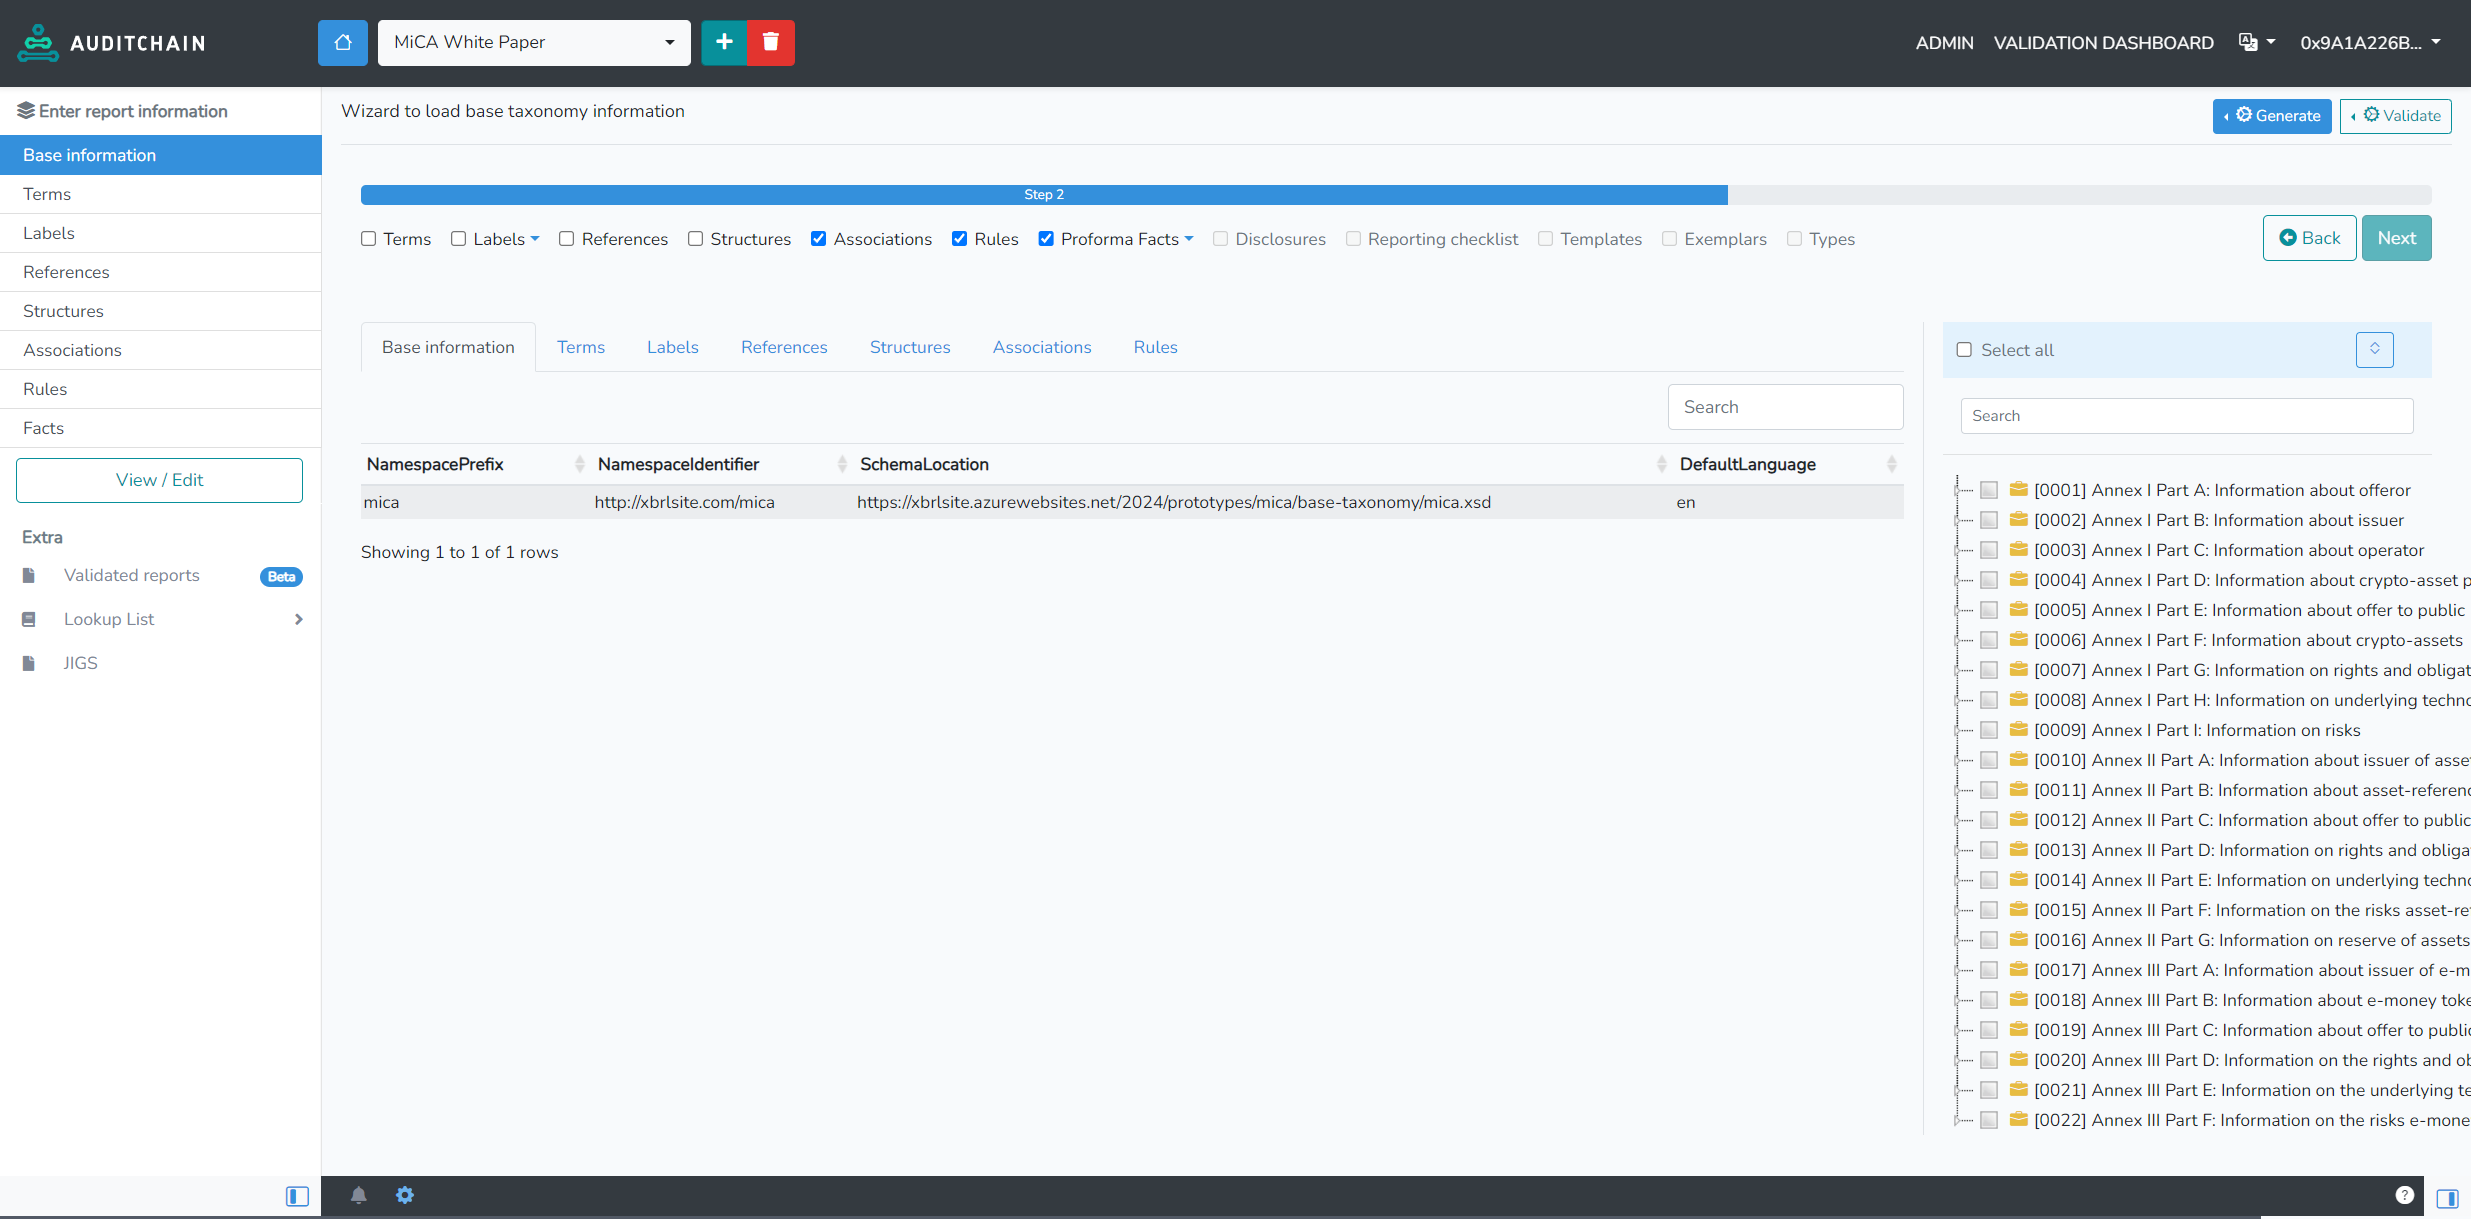 AUDITCHAIN
MiCA White Paper
ADMIN
VALIDATION DASHBOARD
0x9A1A226B...
Enter report information
Base information
Terms
Labels
References
Structures
Associations
Rules
Facts
View / Edit
Extra
Validated reports
Beta
Lookup List
JIGS
Wizard to load base taxonomy information
Generate
Validate
Step 2
Terms Labels References Structures Associations Rules Proforma Facts Disclosures Reporting checklist Templates Exemplars Types
Back
Next
Base information Terms Labels References Structures Associations Rules
Search
NamespacePrefix NamespaceIdentifier SchemaLocation DefaultLanguage
mica http://xbrlsite.com/mica https://xbrlsite.azurewebsites.net/2024/prototypes/mica/base-taxonomy/mica.xsd en
Showing 1 to 1 of 1 rows
Select all
Search
[0001] Annex I Part A: Information about offeror
[0002] Annex I Part B: Information about issuer
[0003] Annex I Part C: Information about operator
[0004] Annex I Part D: Information about crypto-asset p
[0005] Annex I Part E: Information about offer to public
[0006] Annex I Part F: Information about crypto-assets
[0007] Annex I Part G: Information on rights and obligat
[0008] Annex I Part H: Information on underlying techno
[0009] Annex I Part I: Information on risks
[0010] Annex II Part A: Information about issuer of asse
[0011] Annex II Part B: Information about asset-referenc
[0012] Annex II Part C: Information about offer to public
[0013] Annex II Part D: Information on rights and obliga
[0014] Annex II Part E: Information on underlying techno
[0015] Annex II Part F: Information on the risks asset-re
[0016] Annex II Part G: Information on reserve of assets
[0017] Annex III Part A: Information about issuer of e-m
[0018] Annex III Part B: Information about e-money toke
[0019] Annex III Part C: Information about offer to public
[0020] Annex III Part D: Information on the rights and ob
[0021] Annex III Part E: Information on the underlying te
[0022] Annex III Part F: Information on the risks e-mone